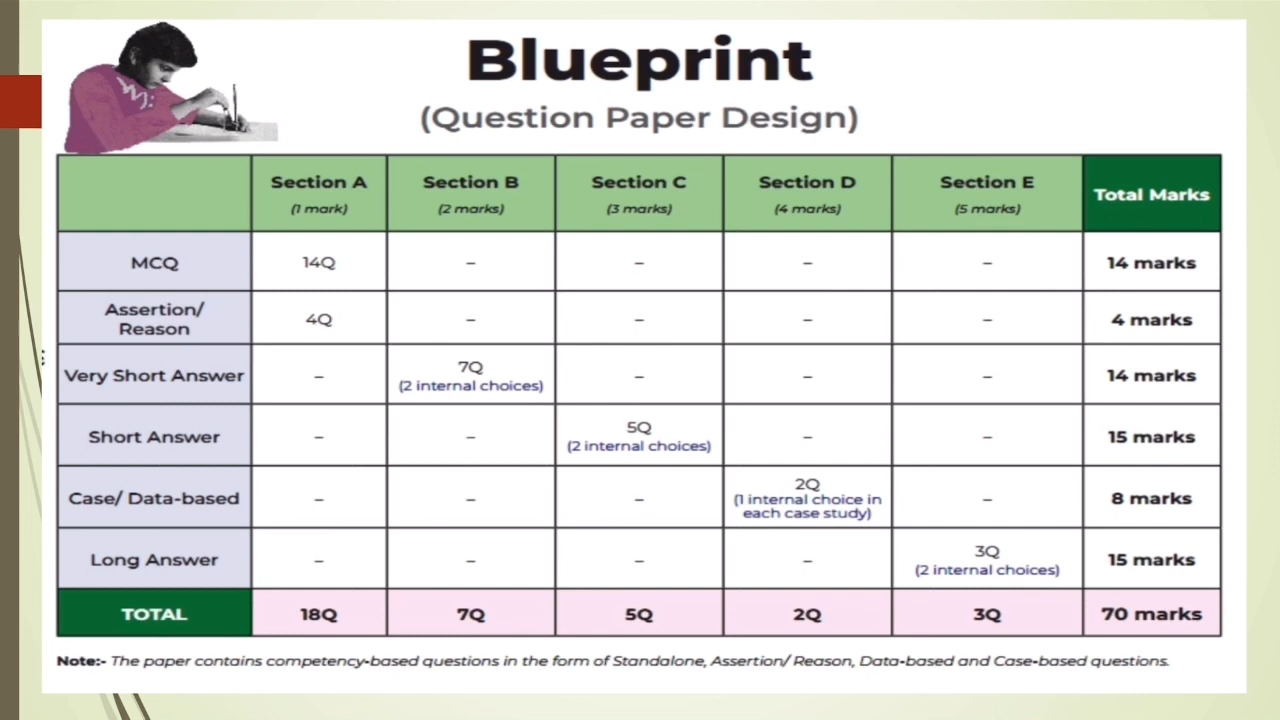 Blueprint
(Question Paper Design)
Section A Section B Section C Section D Section E Total Marks
(1 mark) (2 marks) (3 marks) (4 marks) (5 marks)
MCQ 14Q – – – – 14 marks
Assertion/
Reason 4Q – – – – 4 marks
Very Short Answer – 7Q – – – 14 marks
(2 internal choices)
Short Answer – – 5Q – – 15 marks
(2 internal choices)
Case/ Data-based – – – 2Q – 8 marks
(1 internal choice in
each case study)
Long Answer – – – – 3Q 15 marks
(2 internal choices)
TOTAL 18Q 7Q 5Q 2Q 3Q 70 marks
Note:- The paper contains competency-based questions in the form of Standalone, Assertion/ Reason, Data-based and Case-based questions.